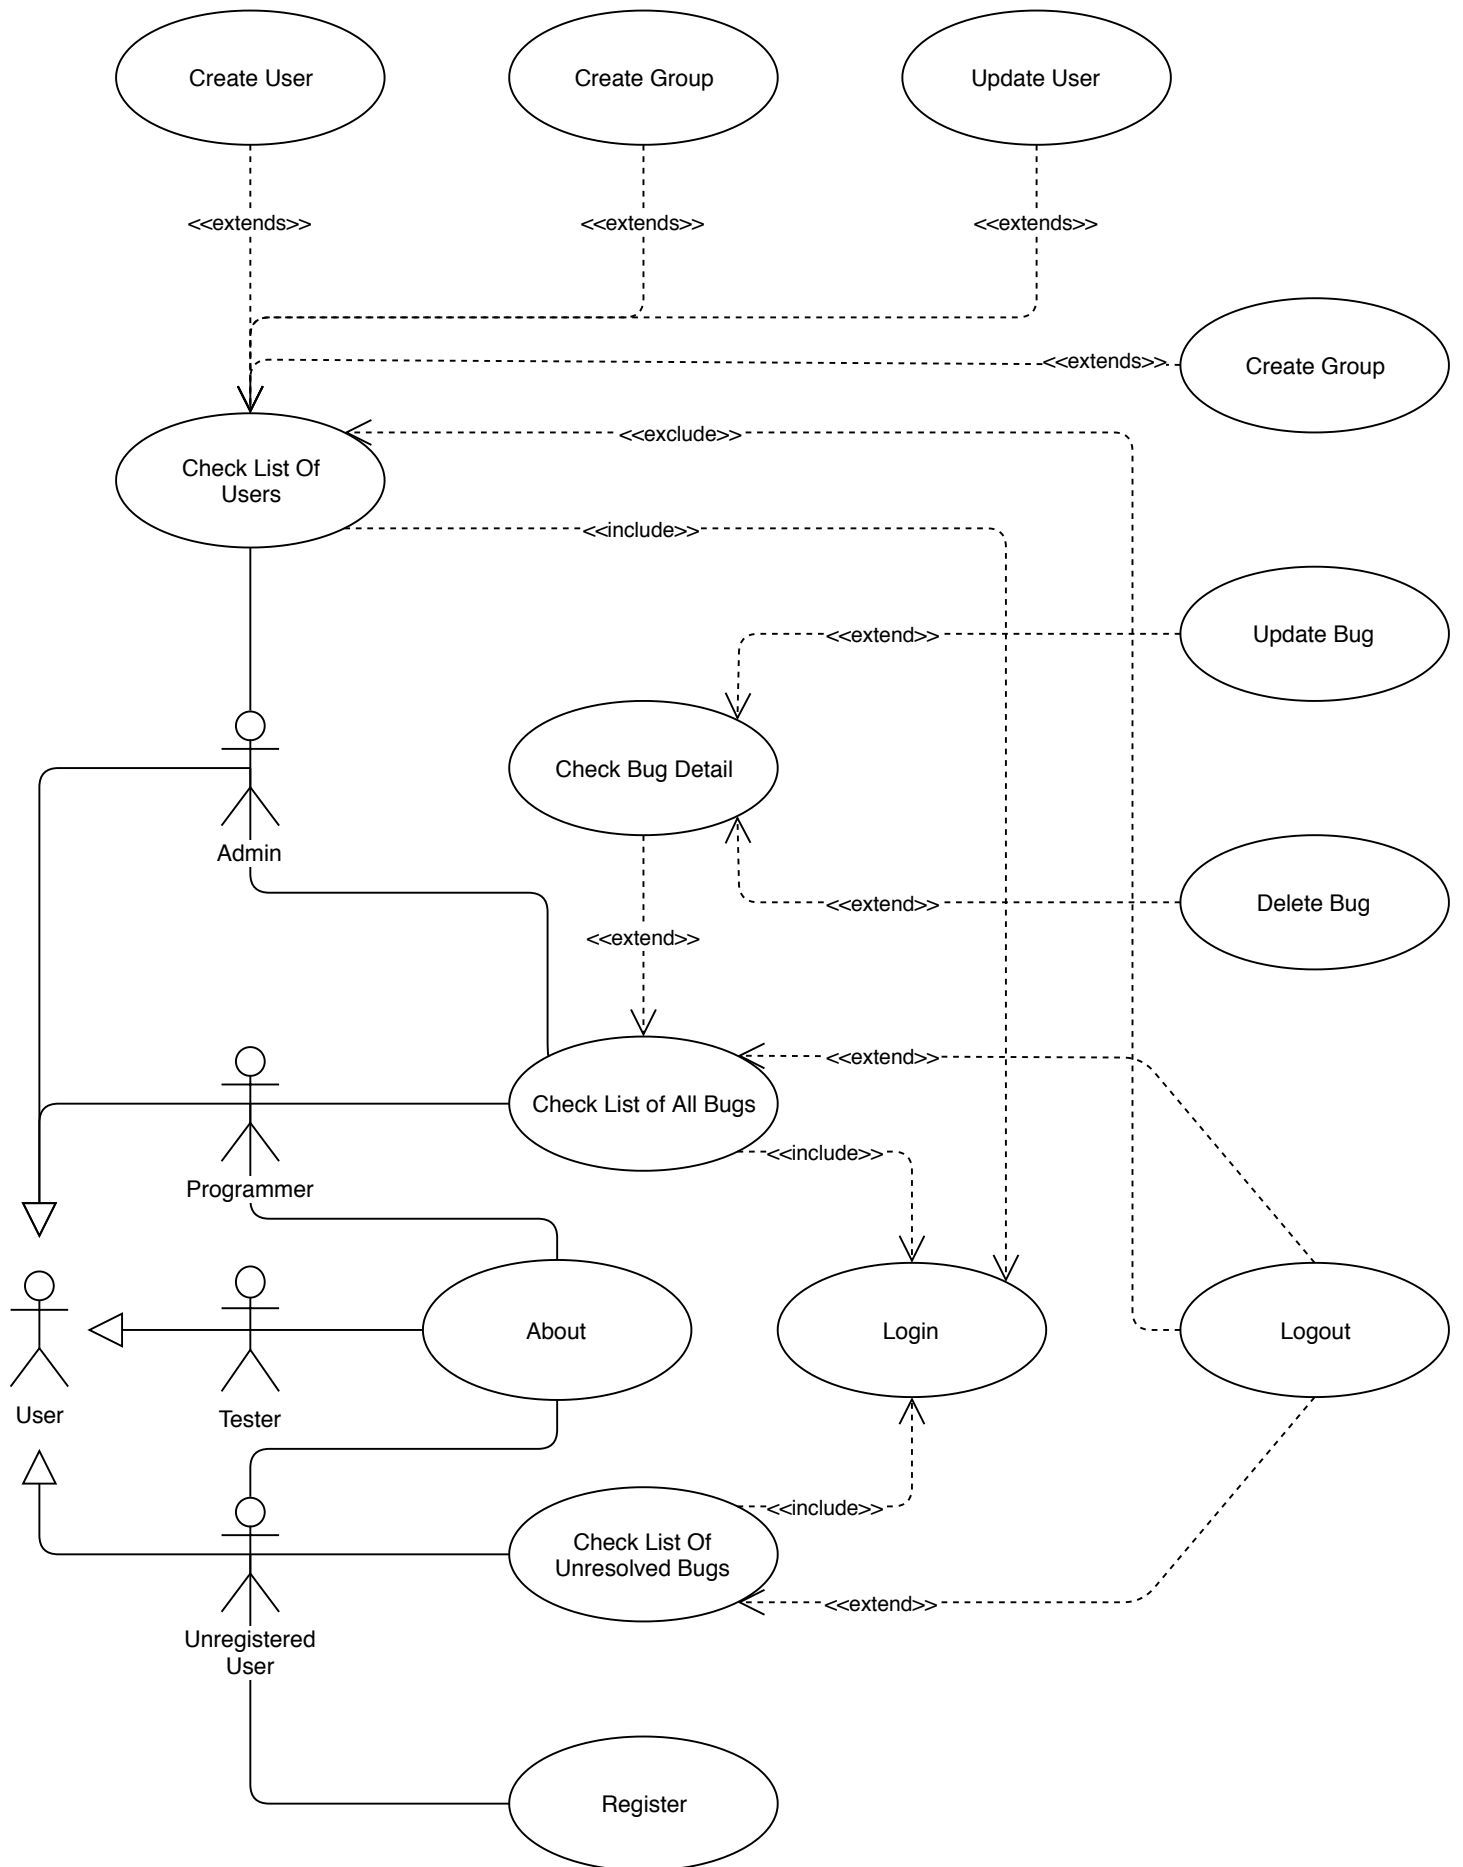 Create User
Create Group
Update User
<<extends>>
<<extends>>
<<extends>>
<<extends>>
Create Group
<<exclude>>
Check List Of
Users
<<include>>
<<extend>>
Update Bug
Check Bug Detail
Admin
<<extend>>
Delete Bug
<<extend>>
<<extend>>
Check List of All Bugs
<<include>>
Programmer
About
Login
Logout
User
Tester
<<include>>
Check List Of
Unresolved Bugs
<<extend>>
Unregistered
User
Register